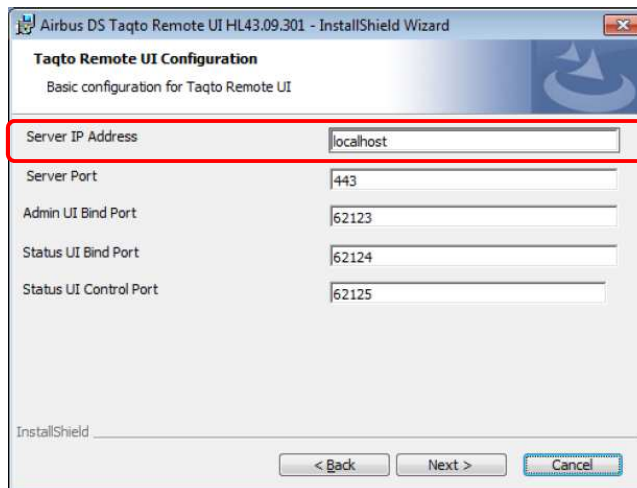 Airbus DS Taqto Remote UI HL43.09.301 - InstallShield Wizard
Taqto Remote UI Configuration
Basic configuration for Taqto Remote UI
Server IP Address localhost
Server Port 443
Admin UI Bind Port 62123
Status UI Bind Port 62124
Status UI Control Port 62125
InstallShield
< Back Next > Cancel